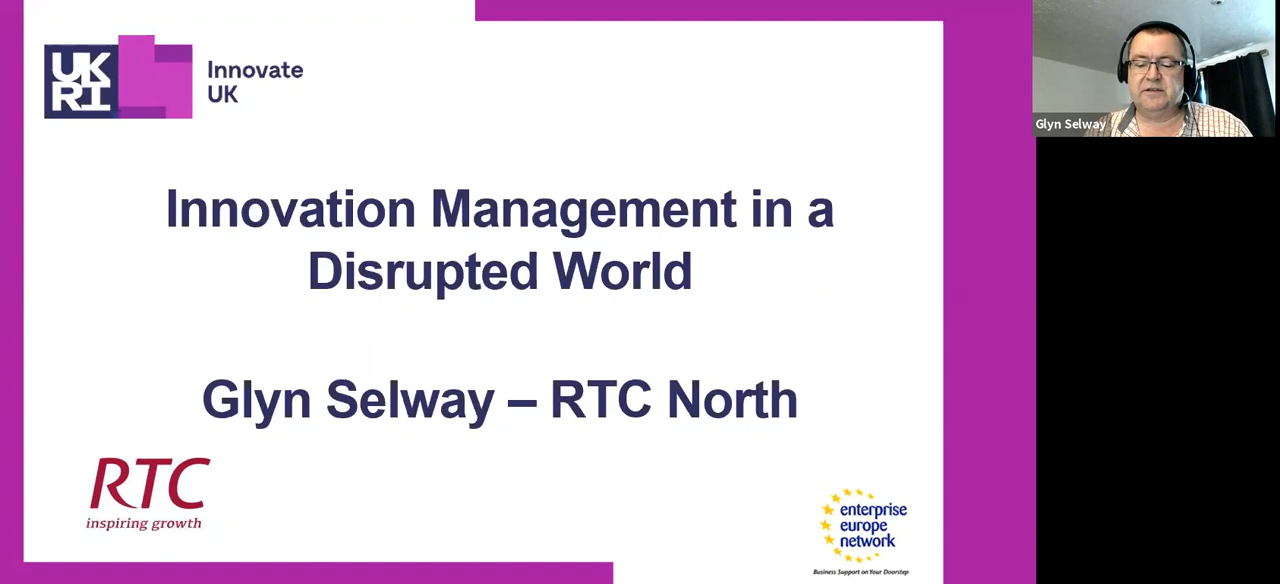 UK
RI
Innovate
UK
Innovation Management in a
Disrupted World
Glyn Selway – RTC North
RTC
inspiring growth
enterprise
europe
network
Business Support on Your Doorstep
Glyn Selway